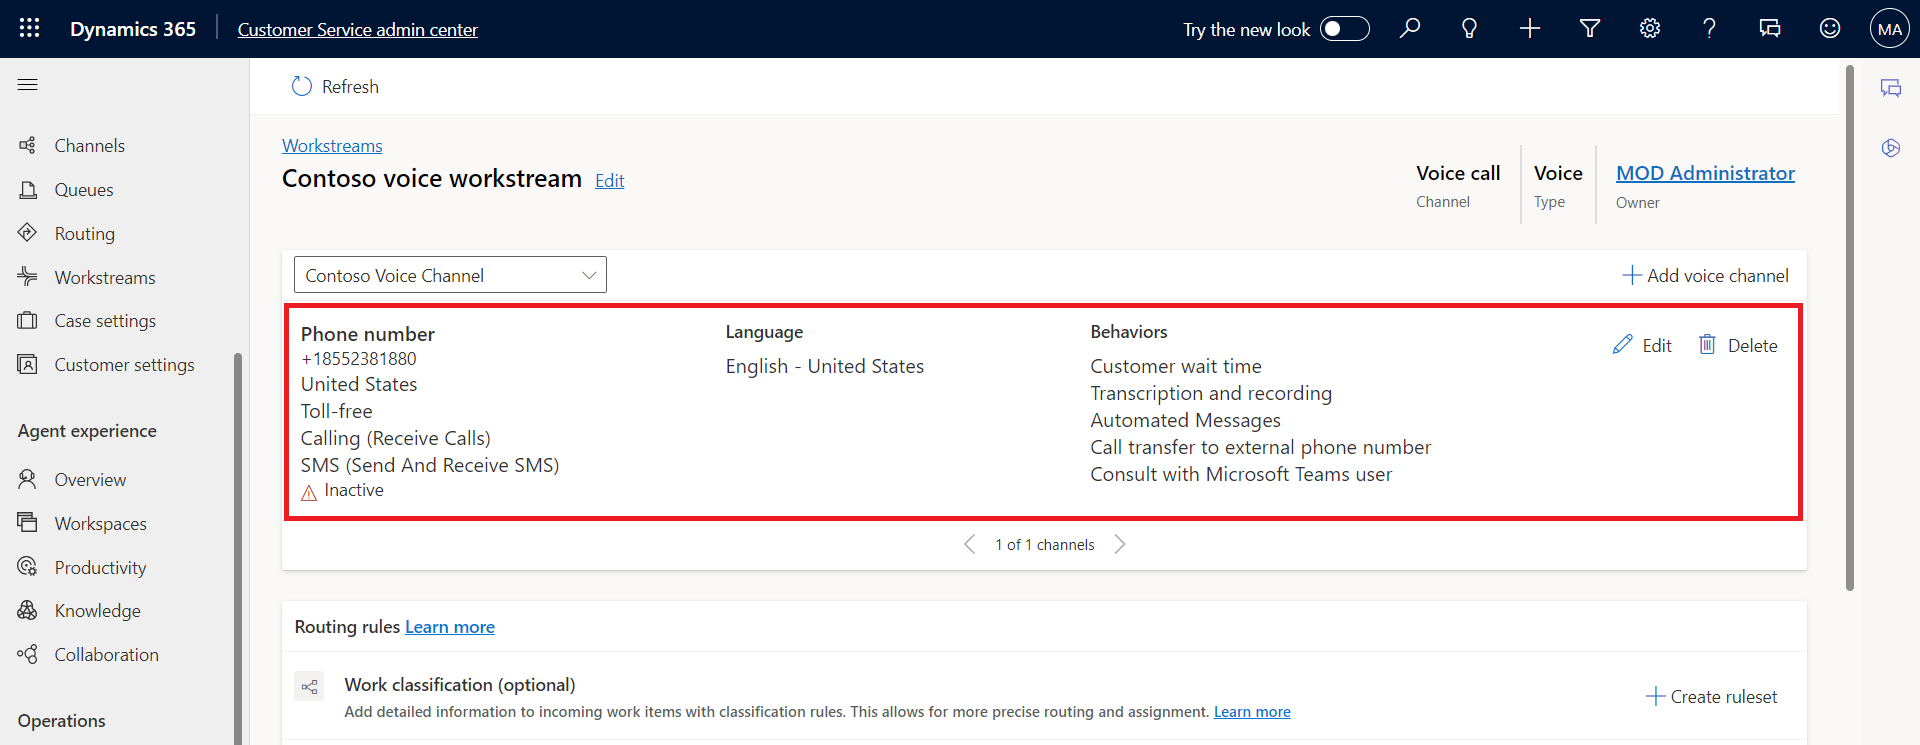 Dynamics 365
Customer Service admin center
Try the new look
MA
Refresh
Channels
Queues
Routing
Workstreams
Case settings
Customer settings
Agent experience
Overview
Workspaces
Productivity
Knowledge
Collaboration
Operations
Workstreams
Contoso voice workstream Edit
Voice call
Channel
Voice
Type
MOD Administrator
Owner
Contoso Voice Channel
Add voice channel
Phone number
+18552381880
United States
Toll-free
Calling (Receive Calls)
SMS (Send And Receive SMS)
Inactive
Language
English - United States
Behaviors
Customer wait time
Transcription and recording
Automated Messages
Call transfer to external phone number
Consult with Microsoft Teams user
Edit
Delete
1 of 1 channels
Routing rules Learn more
Work classification (optional)
Add detailed information to incoming work items with classification rules. This allows for more precise routing and assignment. Learn more
Create ruleset